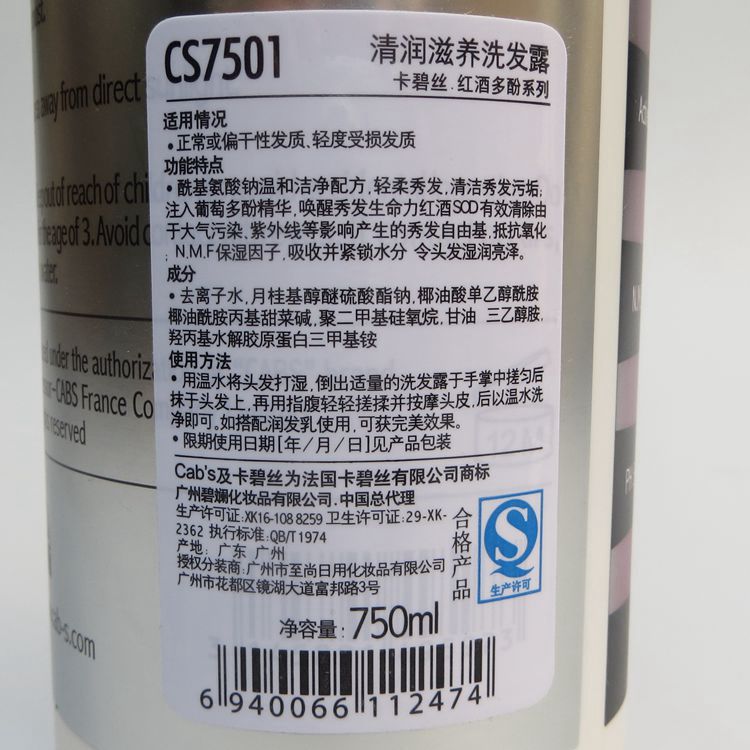 CS7501 清润滋养洗发露
卡碧丝.红酒多酚系列
适用情况
• 正常或偏干性发质、轻度受损发质
功能特点
• 酰基氨酸钠温和洁净配方, 轻柔秀发, 清洁秀发污垢;
注入葡萄多酚精华, 唤醒秀发生命力红酒SOD有效清除由
于大气污染、紫外线等影响产生的秀发自由基, 抵抗氧化
; N.M.F保湿因子, 吸收并紧锁水分 令头发湿润亮泽。
成分
• 去离子水, 月桂基醇醚硫酸酯钠, 椰油酸单乙醇酰胺
椰油酰胺丙基甜菜碱, 聚二甲基硅氧烷, 甘油 三乙醇胺,
羟丙基水解胶原蛋白三甲基铵
使用方法
• 用温水将头发打湿, 倒出适量的洗发露于手掌中搓匀后
抹于头发上, 再用指腹轻轻搓揉并按摩头皮, 后以温水洗
净即可。如搭配润发乳使用, 可获完美效果。
• 限期使用日期[年/月/日]见产品包装
Cab's及卡碧丝为法国卡碧丝有限公司商标
广州碧斓化妆品有限公司.中国总代理
生产许可证:XK16-108 8259 卫生许可证:29-XK-
2362 执行标准:QB/T1974
产地: 广东 广州
授权分装商:广州市至尚日用化妆品有限公司
广州市花都区镜湖大道富邦路3号
合格产品
S
生产许可
净含量: 750ml
6 940066 112474
away from direct
out of reach of chi
the age of 3. Avoid
ed under the authoriza
-CABS France Com
reserved
ab-s.com